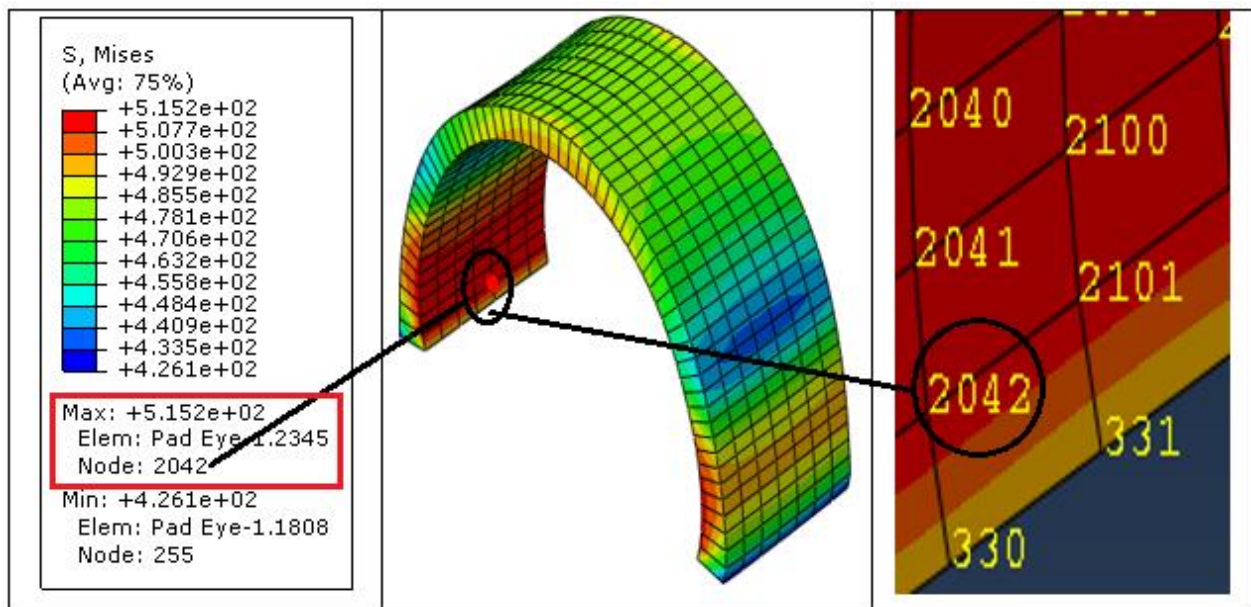 S, Mises
(Avg: 75%)
+5.152e+02
+5.077e+02
+5.003e+02
+4.929e+02
+4.855e+02
+4.781e+02
+4.706e+02
+4.632e+02
+4.558e+02
+4.484e+02
+4.409e+02
+4.335e+02
+4.261e+02
Max: +5.152e+02
Elem: Pad Eye-1.2345
Node: 2042
Min: +4.261e+02
Elem: Pad Eye-1.1808
Node: 255
2040
2100
2041
2101
2042
331
330